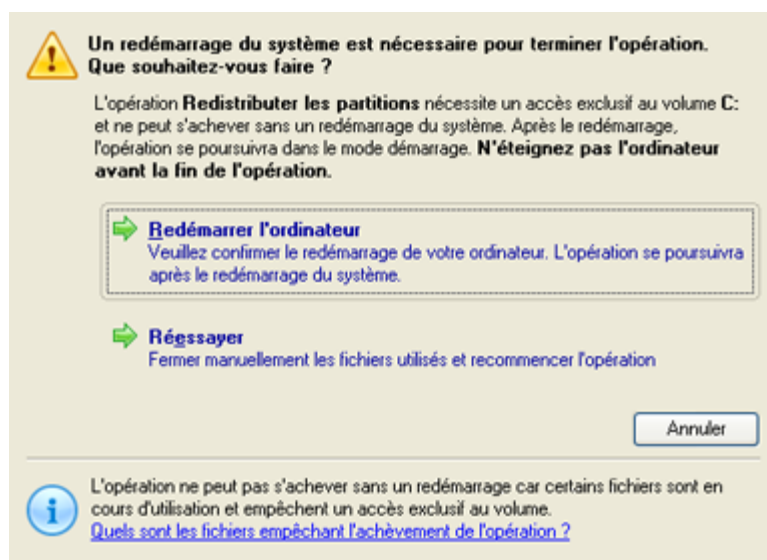 Un redémarrage du système est nécessaire pour terminer l'opération.
Que souhaitez-vous faire ?
L'opération Redistributer les partitions nécessite un accès exclusif au volume C:
et ne peut s'achever sans un redémarrage du système. Après le redémarrage,
l'opération se poursuivra dans le mode démarrage. N'éteignez pas l'ordinateur
avant la fin de l'opération.
Redémarrer l'ordinateur
Veuillez confirmer le redémarrage de votre ordinateur. L'opération se poursuivra
après le redémarrage du système.
Réessayer
Fermer manuellement les fichiers utilisés et recommencer l'opération
Annuler
L'opération ne peut pas s'achever sans un redémarrage car certains fichiers sont en
cours d'utilisation et empêchent un accès exclusif au volume.
Quels sont les fichiers empêchant l'achèvement de l'opération ?